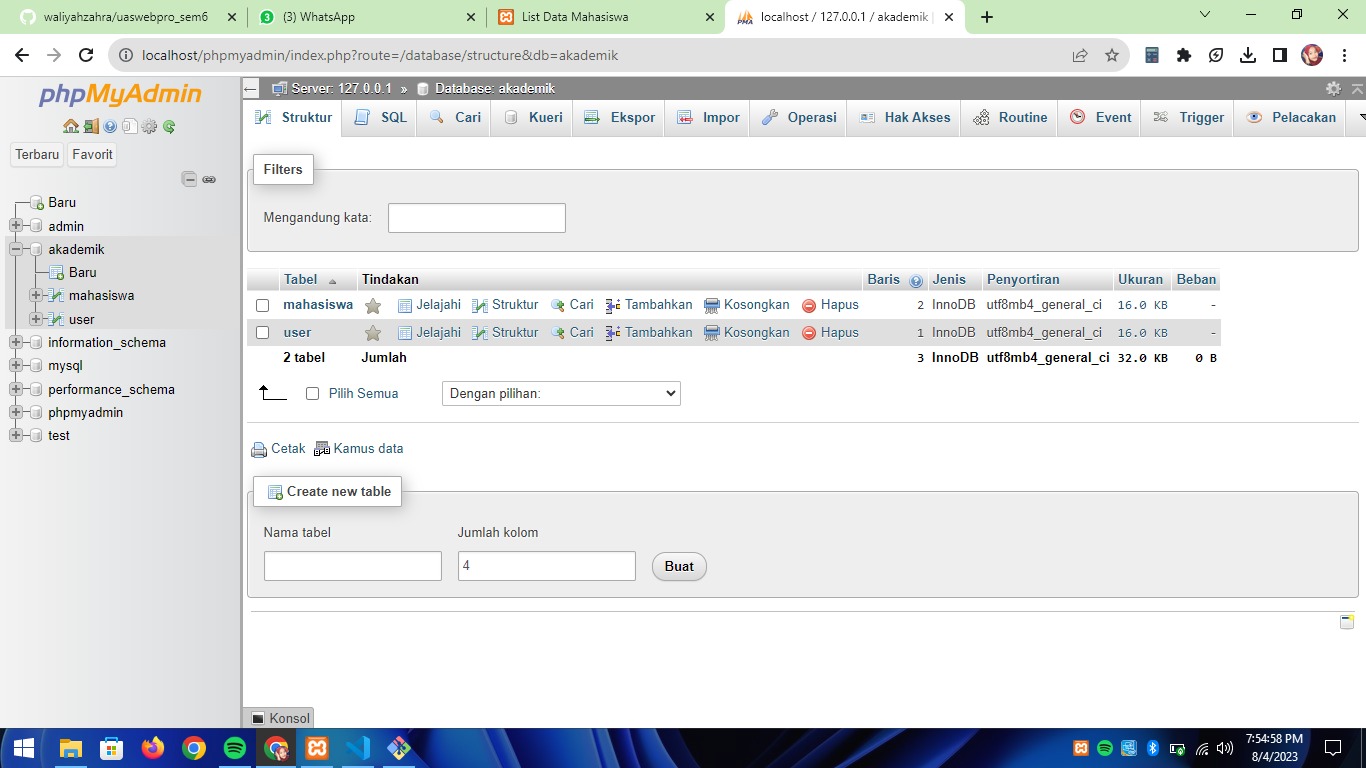 waliyahzahra/uaswebpro_sem6
(3) WhatsApp
List Data Mahasiswa
localhost / 127.0.0.1 / akademik |
localhost/phpmyadmin/index.php?route=/database/structure&db=akademik
phpMyAdmin
Terbaru Favorit
Baru
admin
akademik
Baru
mahasiswa
user
information_schema
mysql
performance_schema
phpmyadmin
test
Server: 127.0.0.1 » Database: akademik
Struktur SQL Cari Kueri Ekspor Impor Operasi Hak Akses Routine Event Trigger Pelacakan
Filters
Mengandung kata:
Tabel Tindakan Baris Jenis Penyortiran Ukuran Beban
mahasiswa Jelajahi Struktur Cari Tambahkan Kosongkan Hapus 2 InnoDB utf8mb4_general_ci 16.0 KB -
user Jelajahi Struktur Cari Tambahkan Kosongkan Hapus 1 InnoDB utf8mb4_general_ci 16.0 KB -
2 tabel Jumlah 3 InnoDB utf8mb4_general_ci 32.0 KB 0 B
Pilih Semua Dengan pilihan:
Cetak Kamus data
Create new table
Nama tabel Jumlah kolom
4 Buat
Konsol
7:54:58 PM
8/4/2023